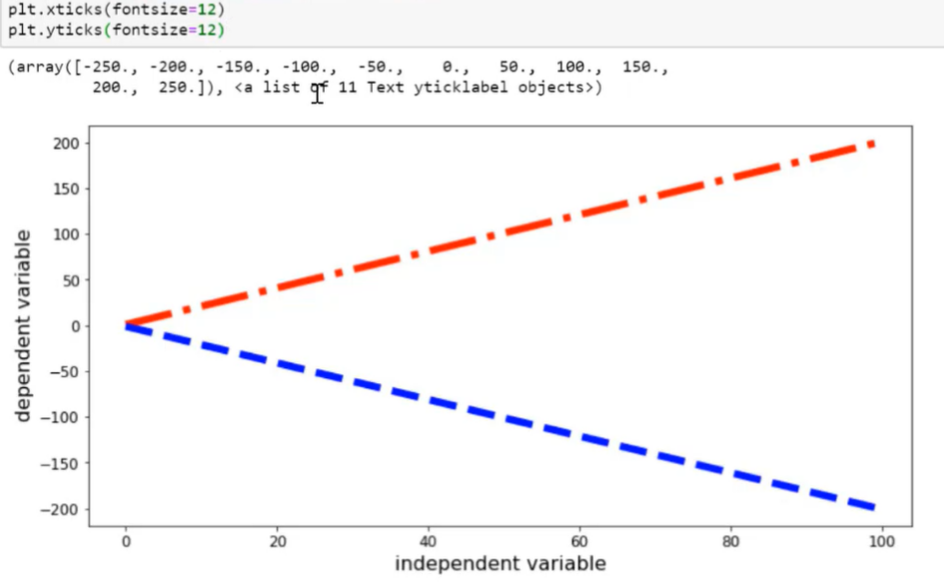 plt.xticks(fontsize=12)
plt.yticks(fontsize=12)
(array([-250., -200., -150., -100.,  -50.,    0.,   50.,  100.,  150.,
200.,  250.]), <a list of 11 Text yticklabel objects>)
200
150
100
50
0
−50
−100
−150
−200
dependent variable
0 20 40 60 80 100
independent variable